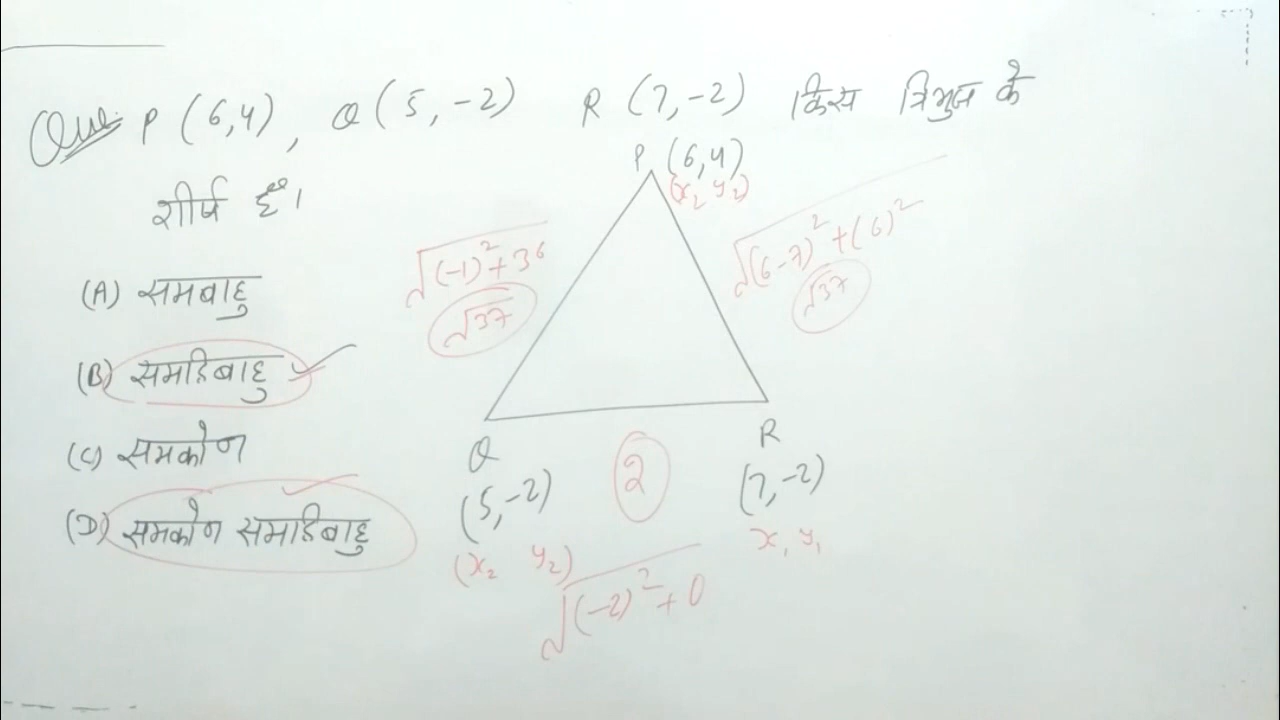 Que. P (6,4), Q (5, -2) R (7, -2) किस त्रिभुज के
शीर्ष हैं।
(A) समबाहु
(B) समद्विबाहु
(C) समकोण
(D) समकोण समद्विबाहु
P (6,4)
(x₂ y₂)
√(-1)²+36
√37
√(6-7)²+(6)²
√37
Q
(5,-2)
(x₂ y₂)
2
R
(7,-2)
x₁ y₁
√(-2)²+0